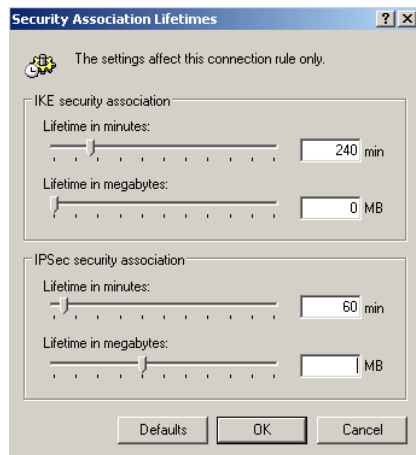 Security Association Lifetimes
The settings affect this connection rule only.
IKE security association
Lifetime in minutes:
240 min
Lifetime in megabytes:
0 MB
IPSec security association
Lifetime in minutes:
60 min
Lifetime in megabytes:
MB
Defaults OK Cancel